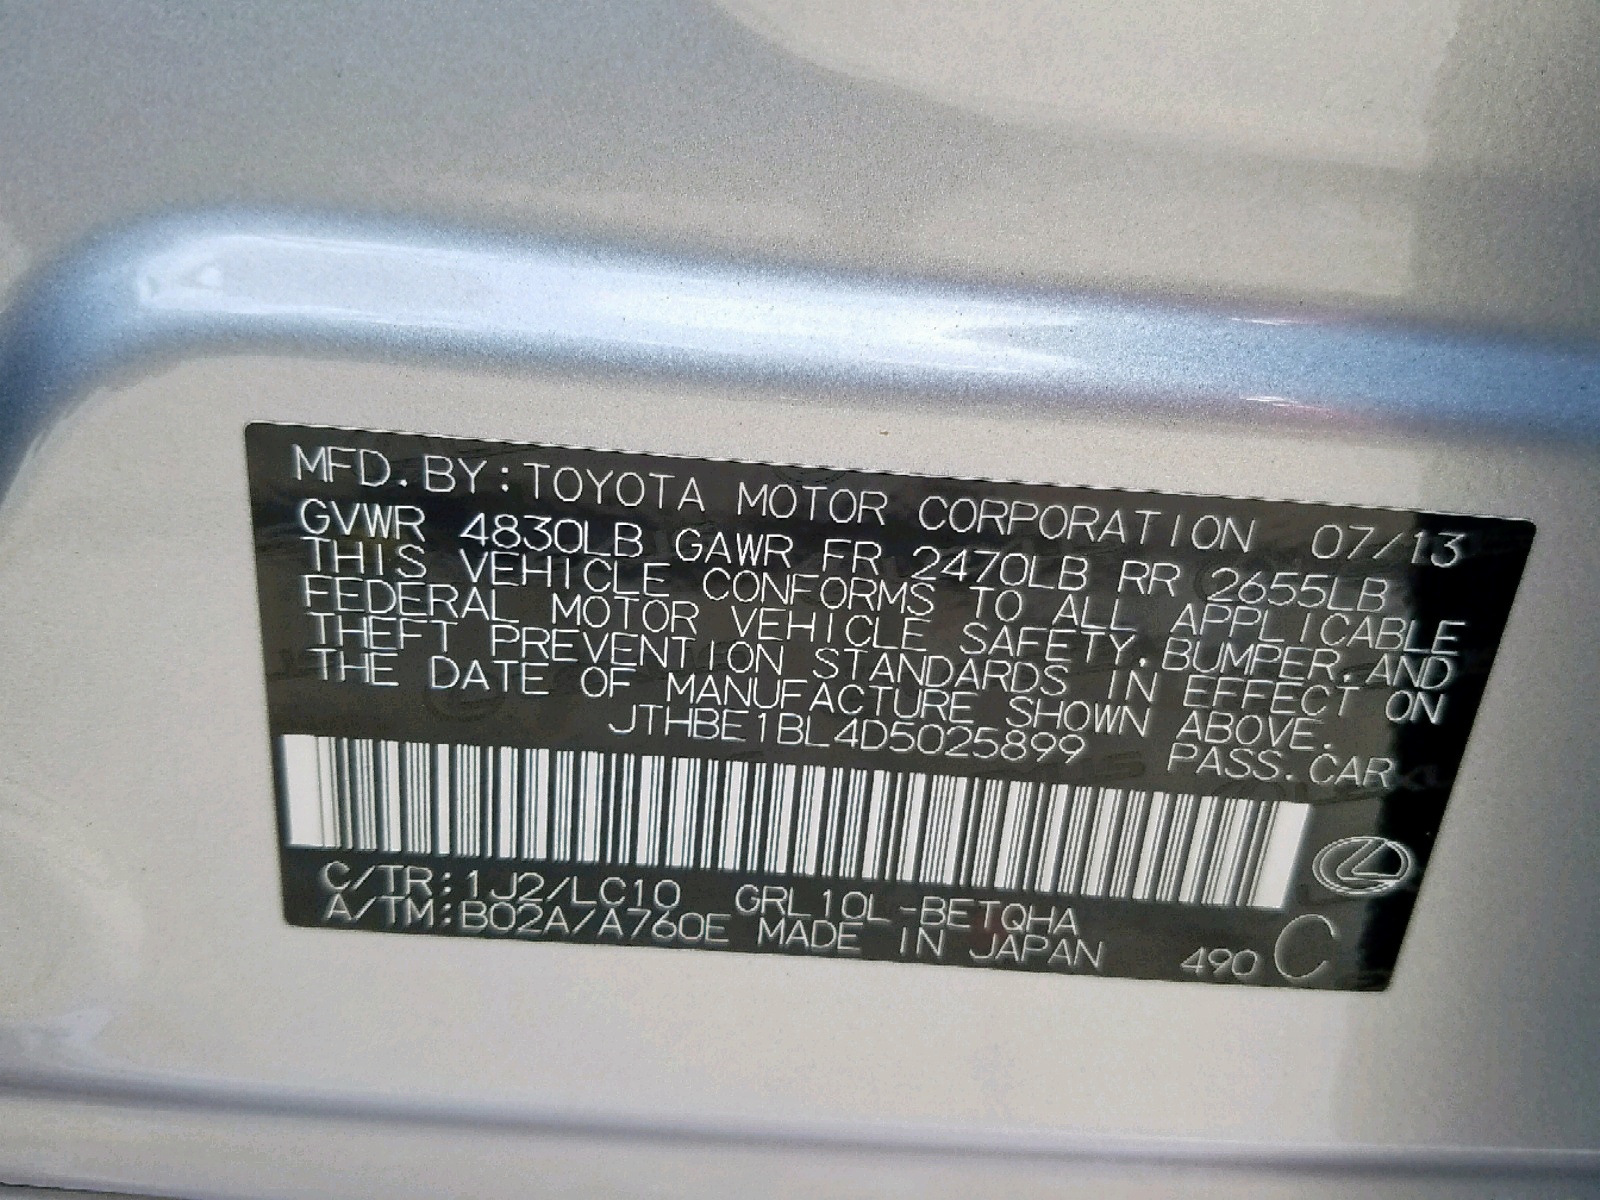 MFD.BY:TOYOTA MOTOR CORPORATION 07/13
GVWR 4830LB GAWR FR 2470LB RR 2655LB
THIS VEHICLE CONFORMS TO ALL APPLICABLE
FEDERAL MOTOR VEHICLE SAFETY.BUMPER.AND
THEFT PREVENTION STANDARDS IN EFFECT ON
THE DATE OF MANUFACTURE SHOWN ABOVE.
JTHBE1BL4D5025899 PASS.CAR
C/TR:1J2/LC10 GRL10L-BETQHA
A/TM:B02A/A760E MADE IN JAPAN 490 C